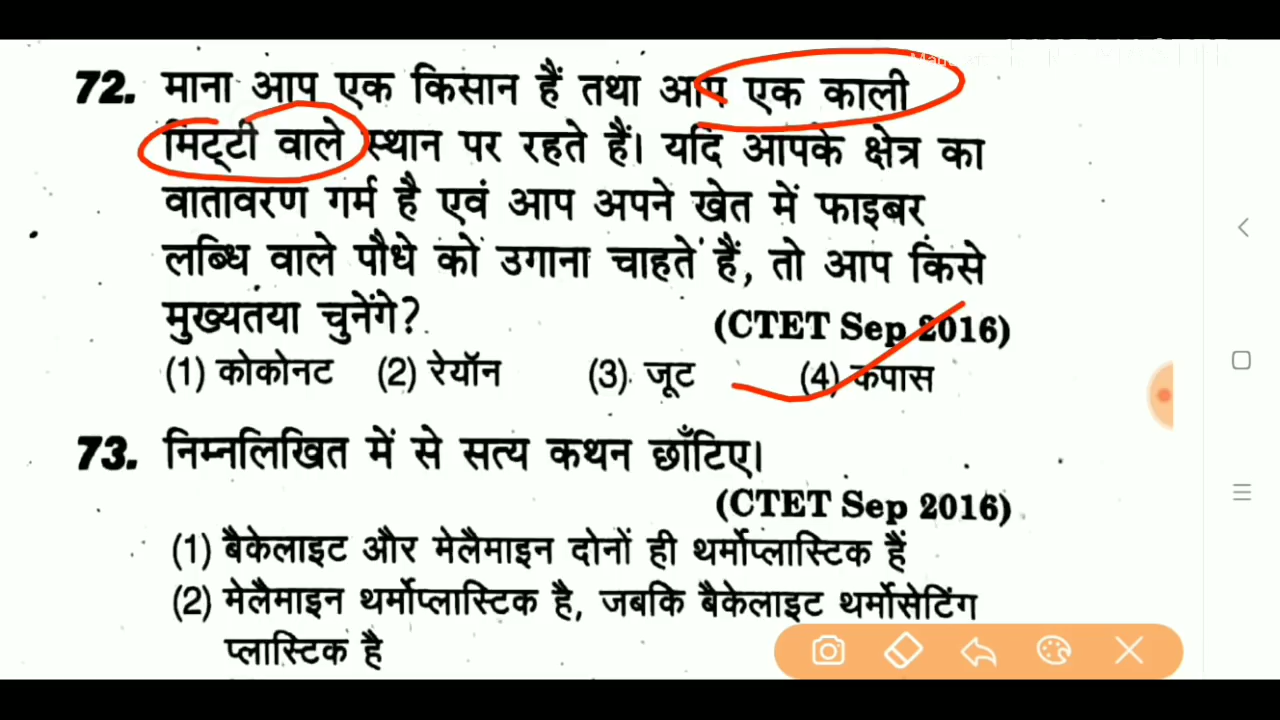 72. माना आप एक किसान हैं तथा आप एक काली
मिट्टी वाले स्थान पर रहते हैं। यदि आपके क्षेत्र का
वातावरण गर्म है एवं आप अपने खेत में फाइबर
लब्धि वाले पौधे को उगाना चाहते हैं, तो आप किसे
मुख्यतया चुनेंगे?
(CTET Sep 2016)
(1) कोकोनट (2) रेयॉन (3) जूट (4) कपास
73. निम्नलिखित में से सत्य कथन छाँटिए।
(CTET Sep 2016)
(1) बैकेलाइट और मेलैमाइन दोनों ही थर्मोप्लास्टिक हैं
(2) मेलैमाइन थर्मोप्लास्टिक है, जबकि बैकेलाइट थर्मोसेटिंग
प्लास्टिक है